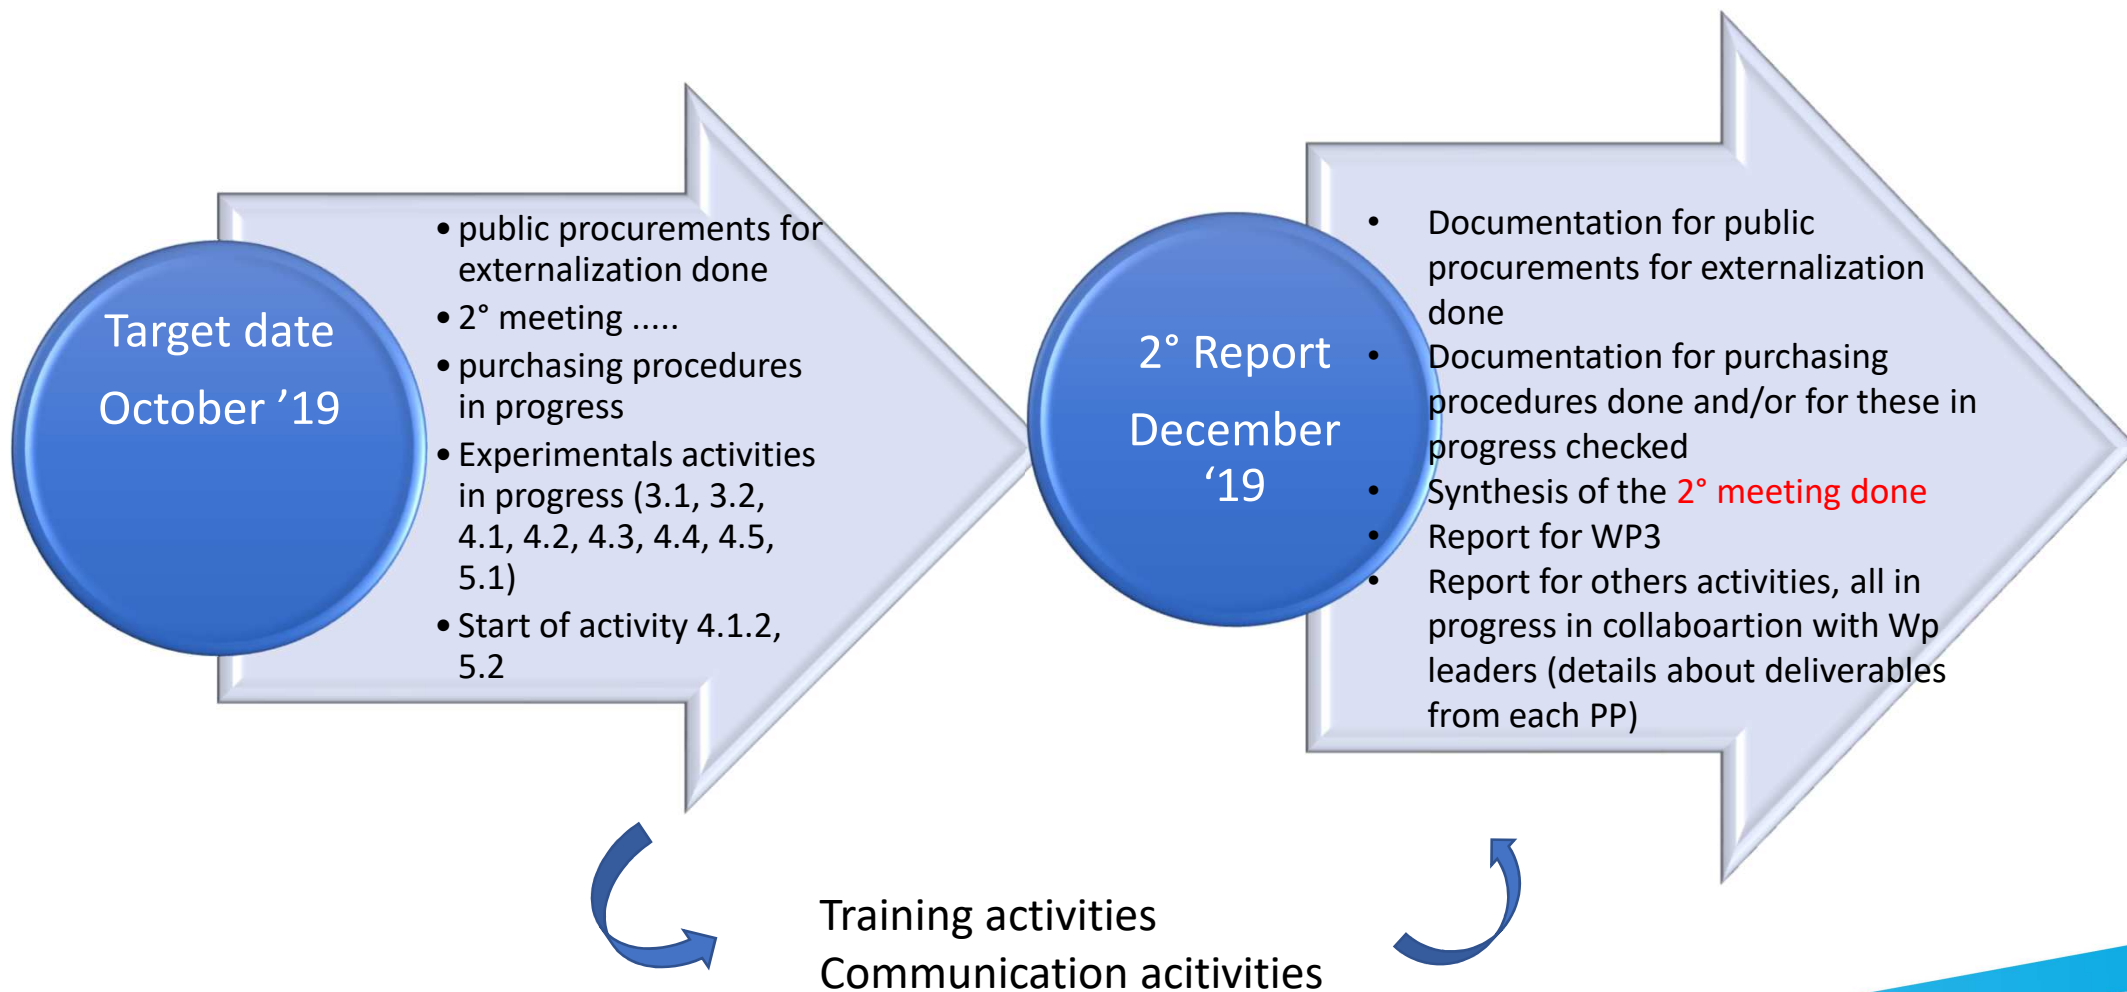 Target date
October ’19
• public procurements for
externalization done
• 2° meeting .....
• purchasing procedures
in progress
• Experimentals activities
in progress (3.1, 3.2,
4.1, 4.2, 4.3, 4.4, 4.5,
5.1)
• Start of activity 4.1.2,
5.2
2° Report
December
‘19
• Documentation for public
procurements for externalization
done
• Documentation for purchasing
procedures done and/or for these in
progress checked
• Synthesis of the 2° meeting done
• Report for WP3
• Report for others activities, all in
progress in collaboartion with Wp
leaders (details about deliverables
from each PP)
Training activities
Communication acitivities